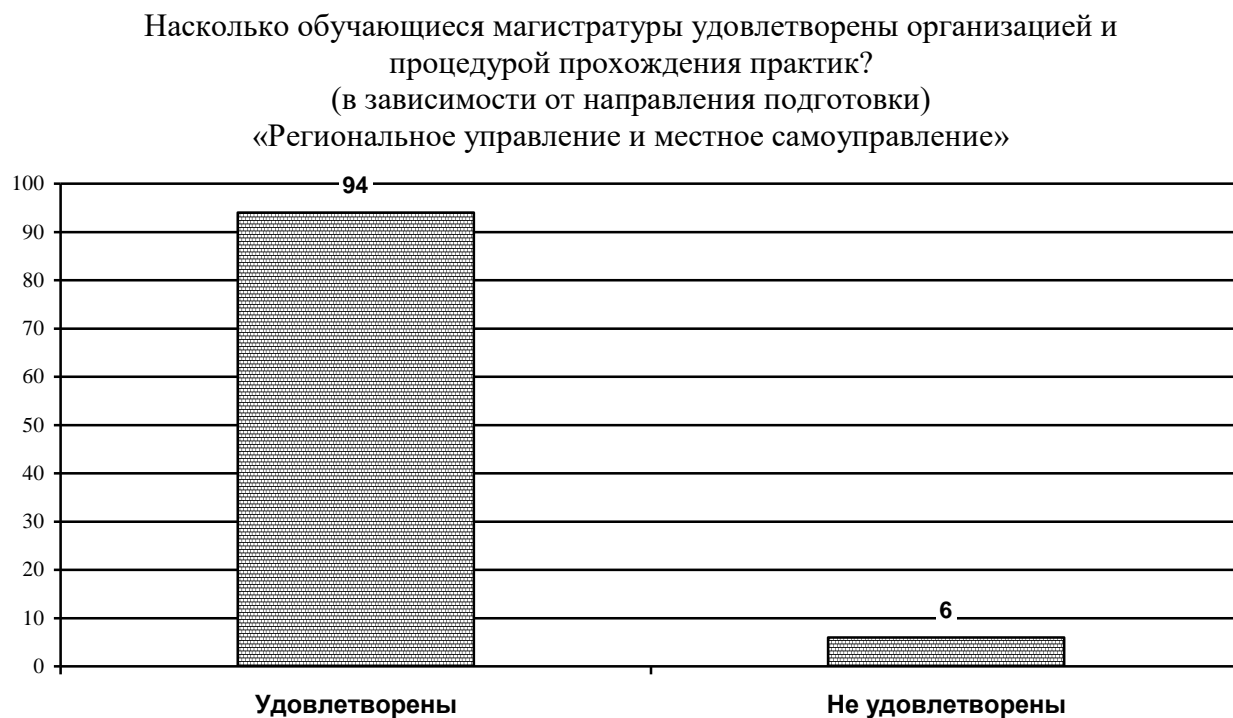 Насколько обучающиеся магистратуры удовлетворены организацией и
процедурой прохождения практик?
(в зависимости от направления подготовки)
«Региональное управление и местное самоуправление»
100
94
90
80
70
60
50
40
30
20
10
6
0
Удовлетворены
Не удовлетворены